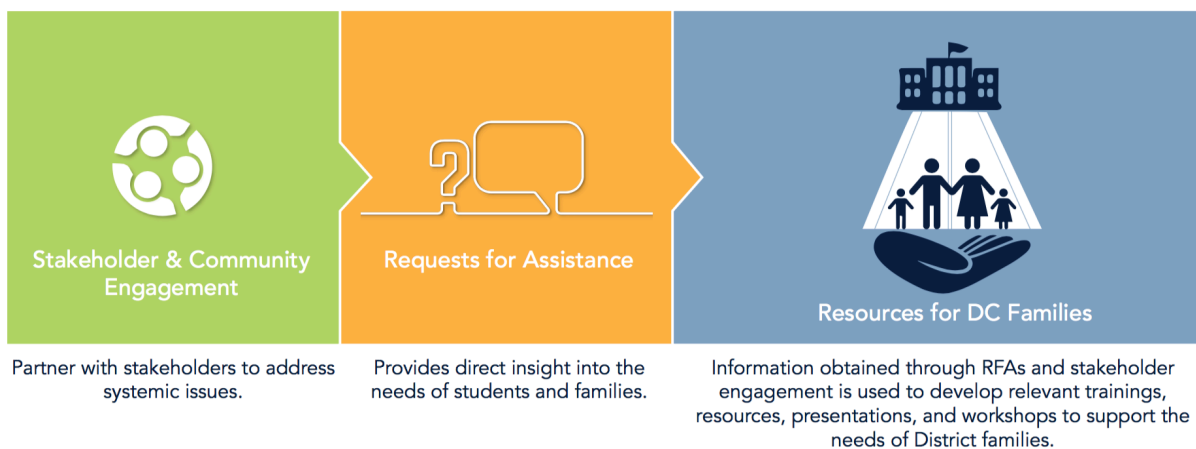 Stakeholder & Community
Engagement
Requests for Assistance
Resources for DC Families
Partner with stakeholders to address
systemic issues.
Provides direct insight into the
needs of students and families.
Information obtained through RFAs and stakeholder
engagement is used to develop relevant trainings,
resources, presentations, and workshops to support the
needs of District families.